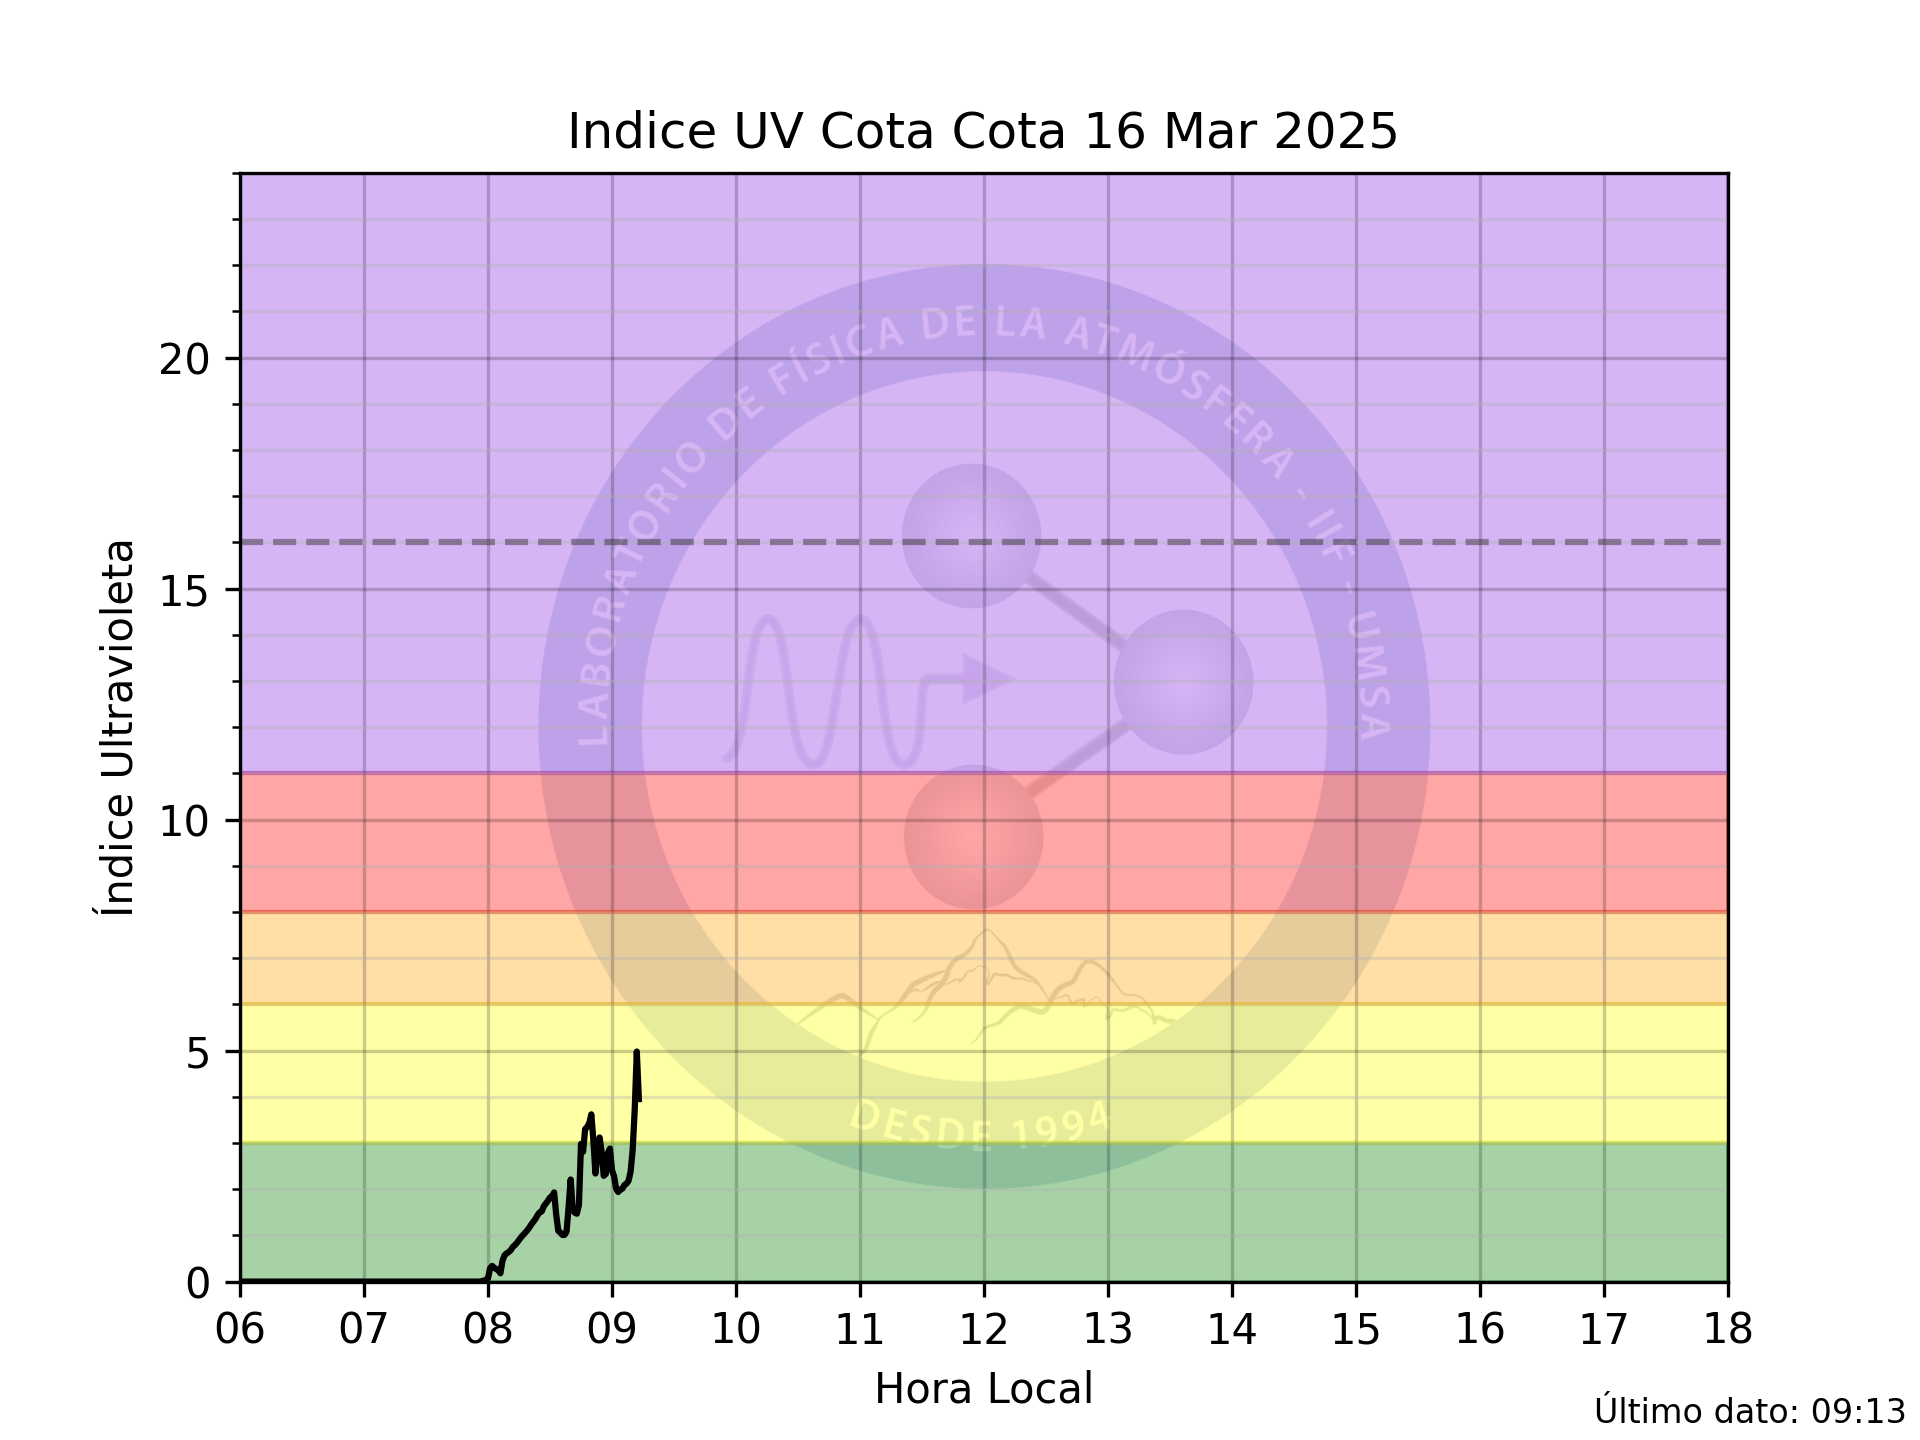 Indice UV Cota Cota 16 Mar 2025
Índice Ultravioleta
20
15
10
5
0
LABORATORIO DE FÍSICA DE LA ATMÓSFERA - IIF - UMSA
DESDE 1994
06 07 08 09 10 11 12 13 14 15 16 17 18
Hora Local
Último dato: 09:13